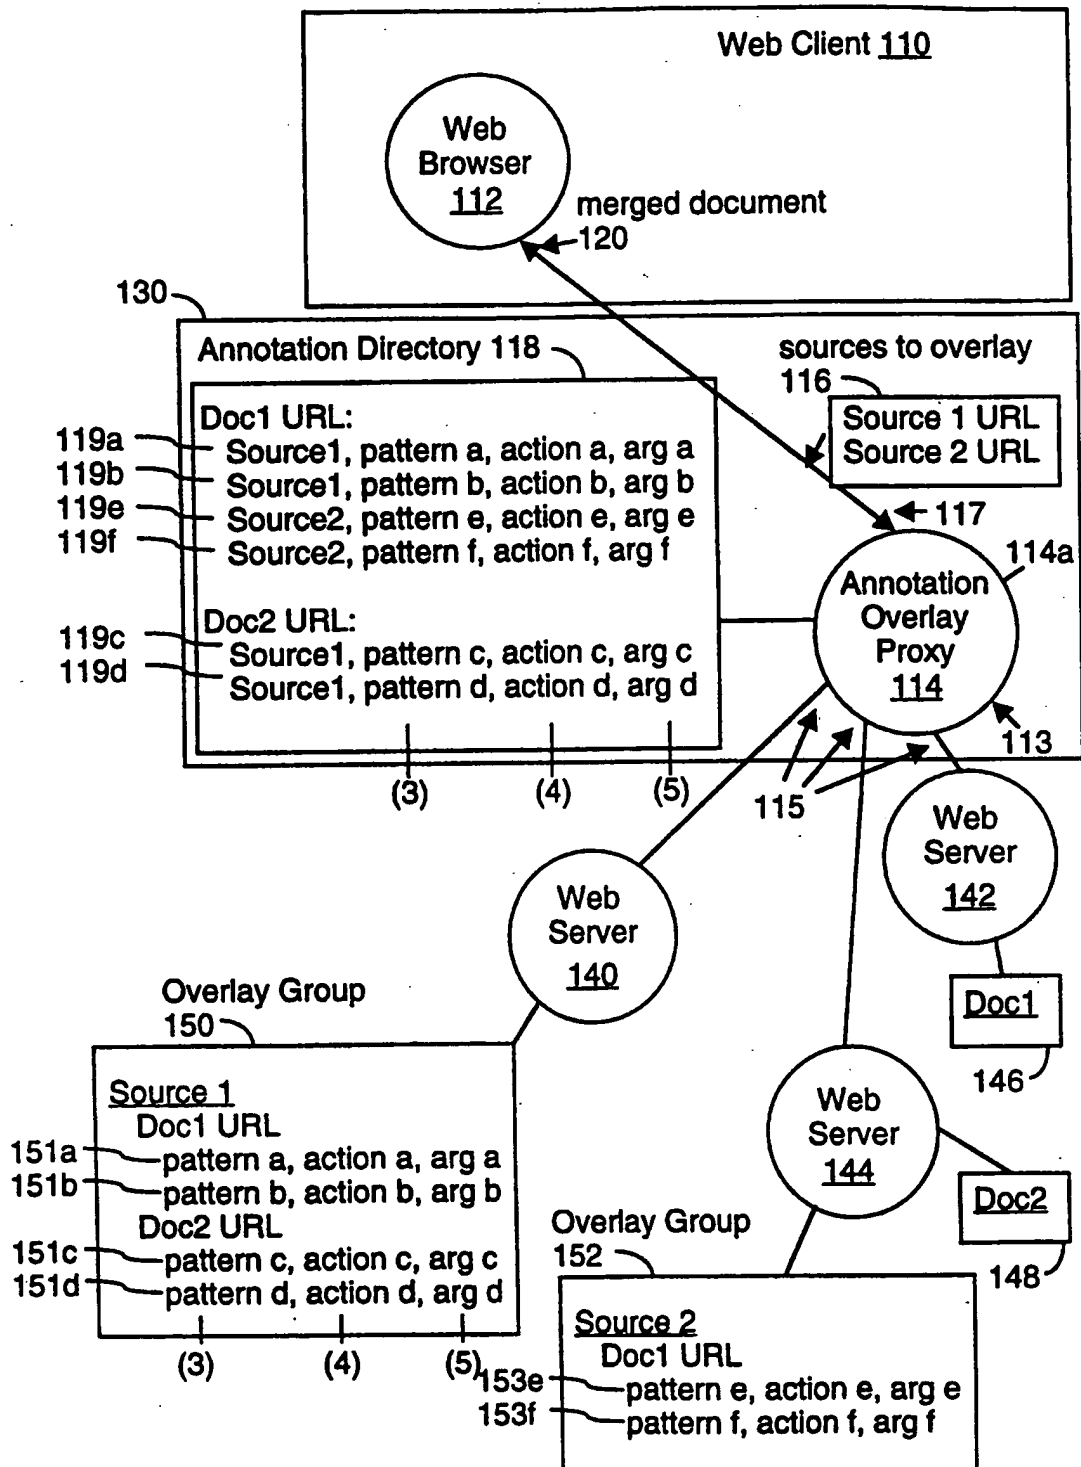 Web Client 110
Web
Browser
112
merged document
120
130
Annotation Directory 118
sources to overlay
116
Source 1 URL
Source 2 URL
Doc1 URL:
119a
Source1, pattern a, action a, arg a
119b
Source1, pattern b, action b, arg b
119e
Source2, pattern e, action e, arg e
119f
Source2, pattern f, action f, arg f
117
114a
Annotation
Overlay
Proxy
114
Doc2 URL:
119c
Source1, pattern c, action c, arg c
119d
Source1, pattern d, action d, arg d
113
(3)
(4)
(5)
115
Web
Server
142
Web
Server
140
Doc1
146
Overlay Group
150
Source 1
Doc1 URL
151a
pattern a, action a, arg a
151b
pattern b, action b, arg b
Doc2 URL
151c
pattern c, action c, arg c
151d
pattern d, action d, arg d
(3)
(4)
(5)
Web
Server
144
Doc2
148
Overlay Group
152
Source 2
Doc1 URL
153e
pattern e, action e, arg e
153f
pattern f, action f, arg f